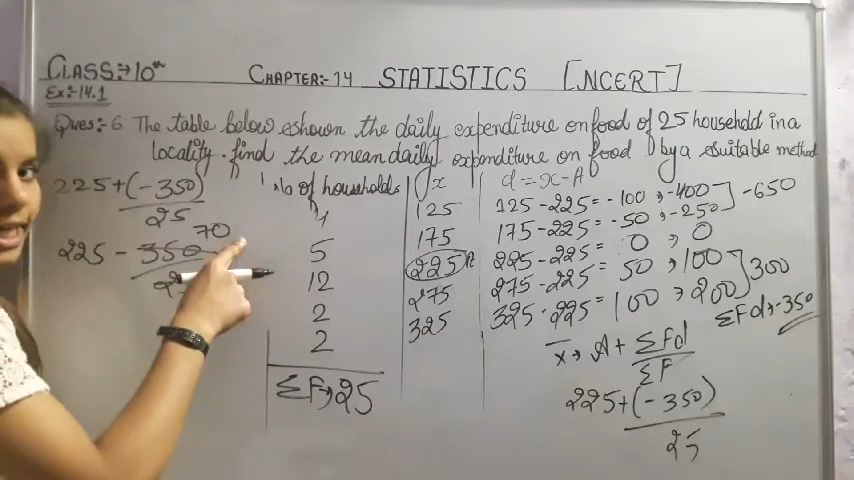 CLASS:- 10th CHAPTER:- 14 STATISTICS [NCERT]
Ex:-14.1
Ques:- 6 The table below shown the daily expenditure on food of 25 household in a
locality. find the mean daily expenditure on food by a suitable method
225+(-350)
25
225 - 350
70
No of households
4
5
12
2
2
ΣF→25
x
125
175
225 A
275
325
d=x-A
125-225=-100 →-400] -650
175-225=-50 →-250
225-225= 0 → 0
275-225= 50 →100] 300
325-225= 100 →200
ΣFd→-350
x̄→ A+ ΣFd
ΣF
225+(-350)
25